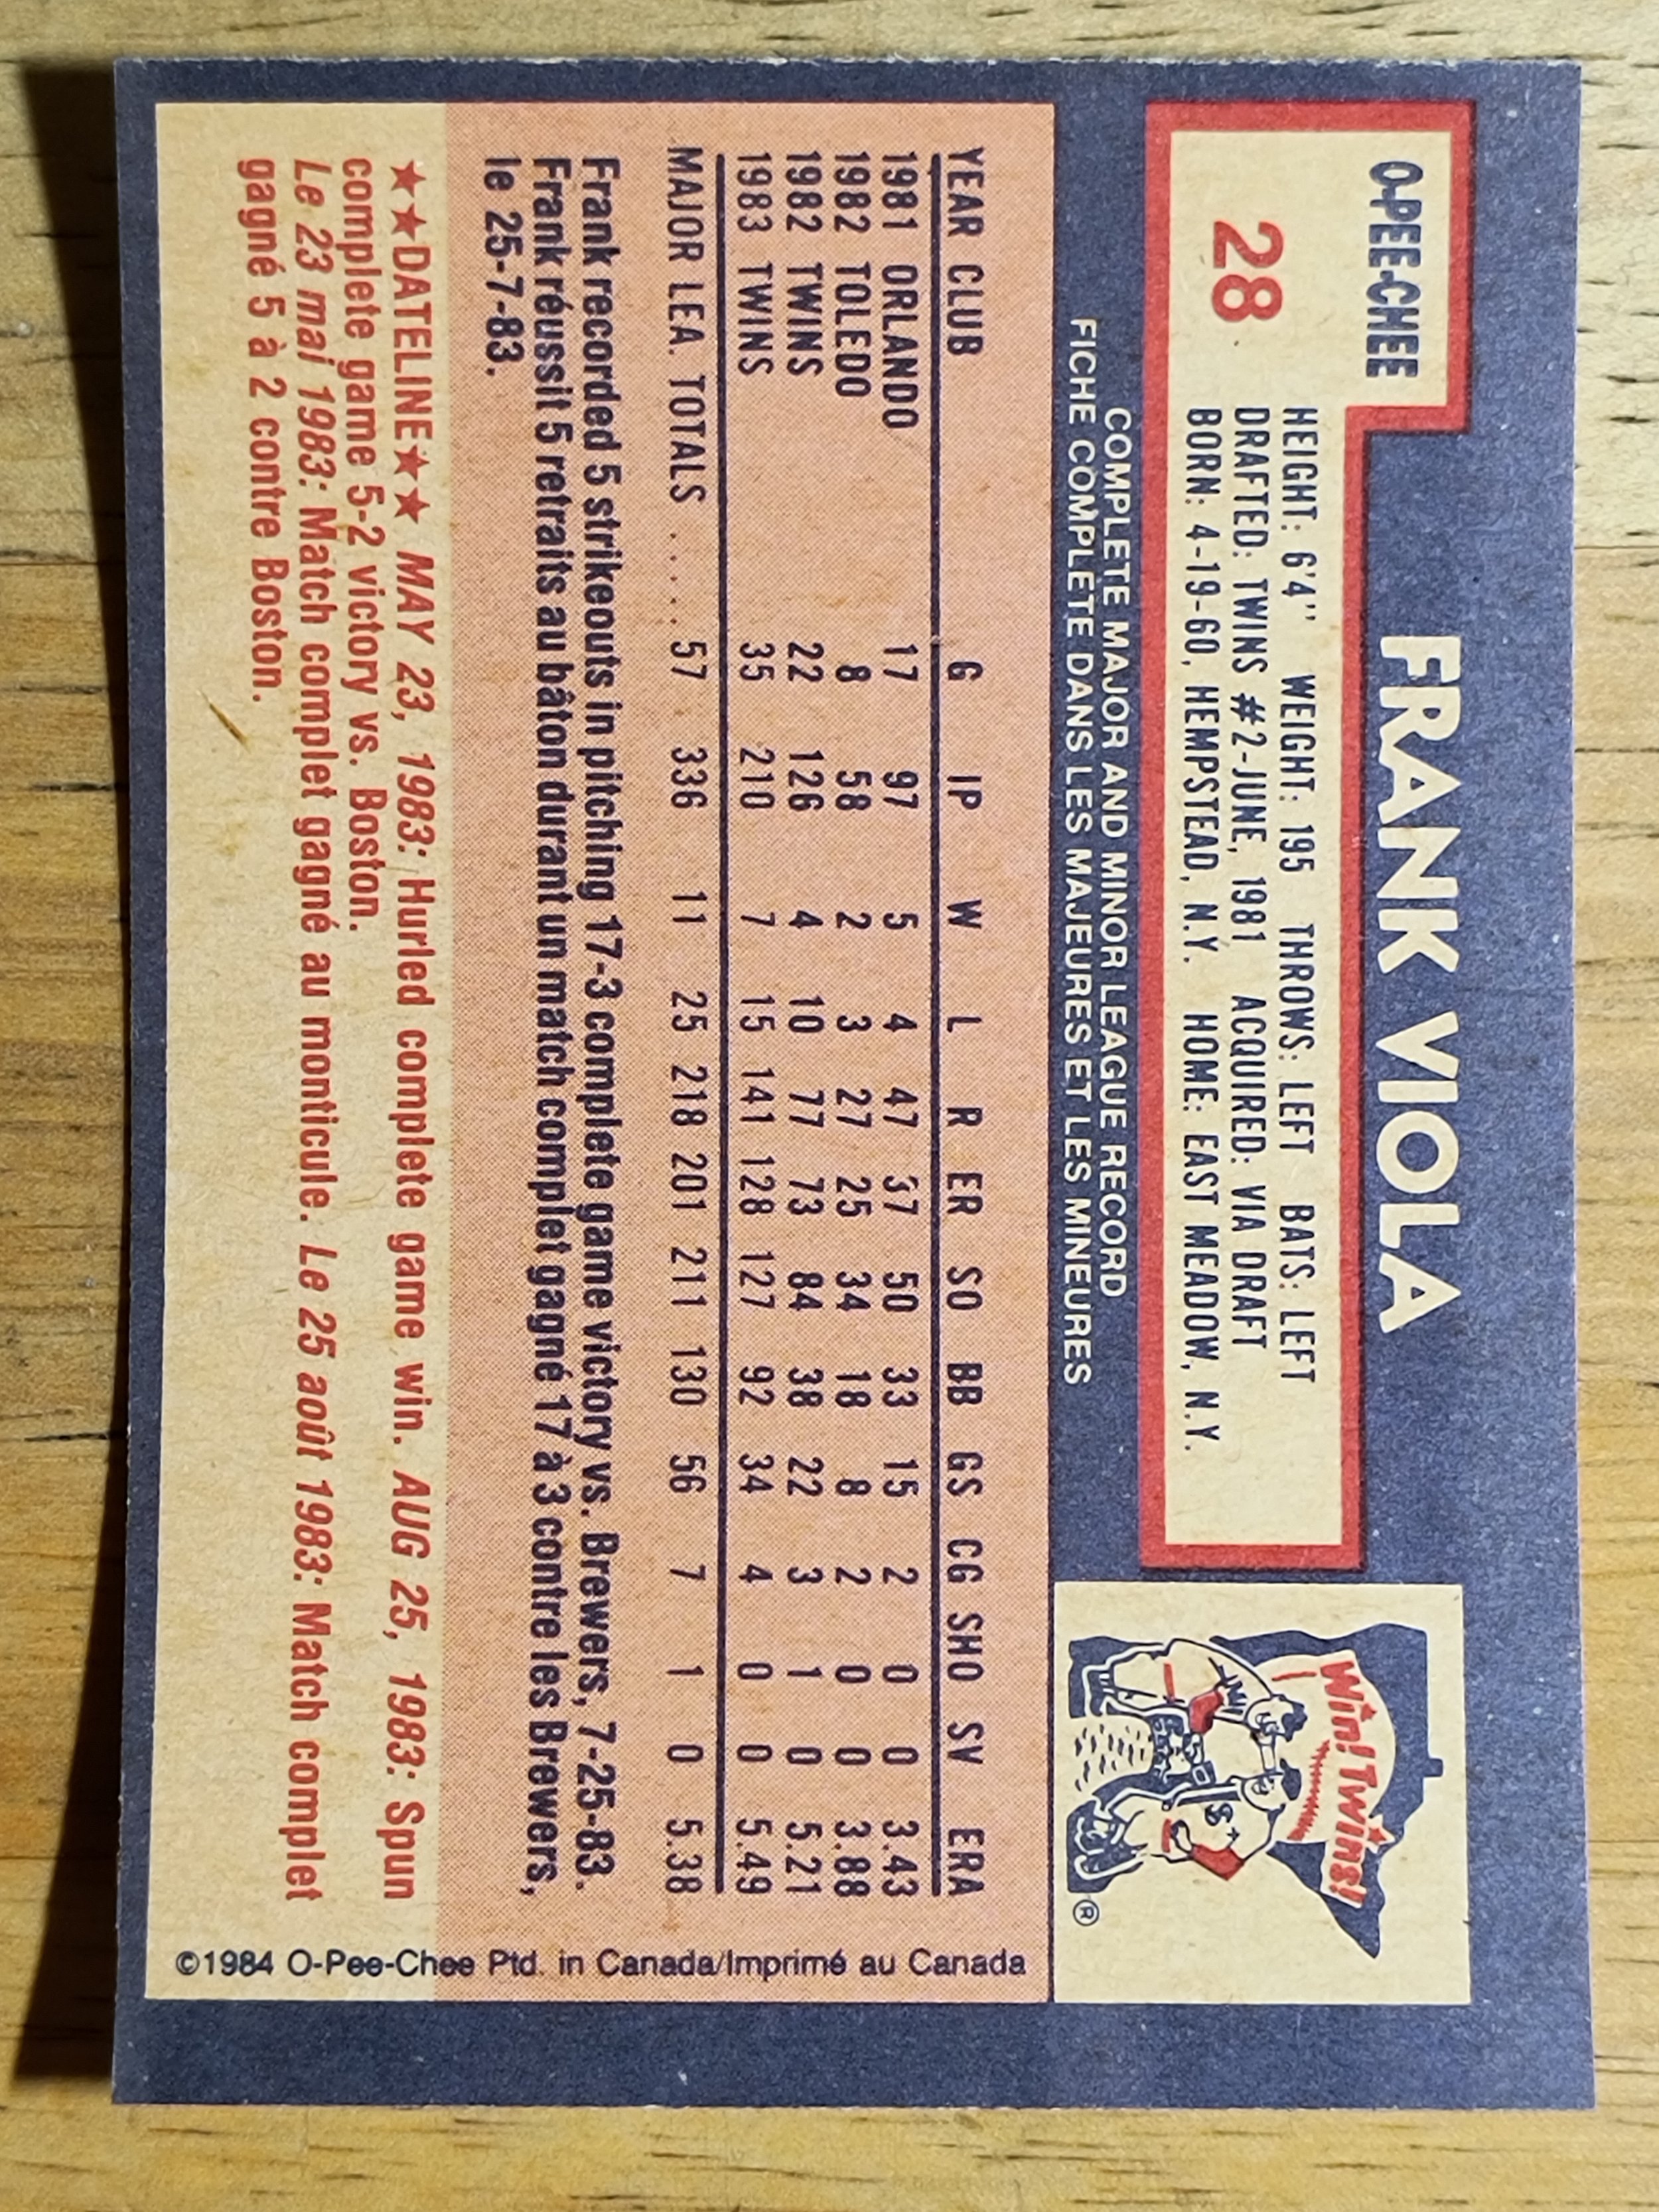 O-PEE-CHEE
28
FRANK VIOLA
HEIGHT: 6'4" WEIGHT: 195 THROWS: LEFT BATS: LEFT
DRAFTED: TWINS #2-JUNE, 1981 ACQUIRED: VIA DRAFT
BORN: 4-19-60, HEMPSTEAD, N.Y. HOME: EAST MEADOW, N.Y.
Win! Twins!
®
COMPLETE MAJOR AND MINOR LEAGUE RECORD
FICHE COMPLÈTE DANS LES MAJEURES ET LES MINEURES
YEAR CLUB G IP W L R ER SO BB GS CG SHO SV ERA
1981 ORLANDO 17 97 5 4 47 37 50 33 15 2 0 0 3.43
1982 TOLEDO 8 58 2 3 27 25 34 18 8 2 0 0 3.88
1982 TWINS 22 126 4 10 77 73 84 38 22 3 1 0 5.21
1983 TWINS 35 210 7 15 141 128 127 92 34 4 0 0 5.49
MAJOR LEA. TOTALS ..... 57 336 11 25 218 201 211 130 56 7 1 0 5.38
Frank recorded 5 strikeouts in pitching 17-3 complete game victory vs. Brewers, 7-25-83.
Frank réussit 5 retraits au bâton durant un match complet gagné 17 à 3 contre les Brewers,
le 25-7-83.
★★DATELINE★★ MAY 23, 1983: Hurled complete game win. AUG 25, 1983: Spun
complete game 5-2 victory vs. Boston.
Le 23 mai 1983: Match complet gagné au monticule. Le 25 août 1983: Match complet
gagné 5 à 2 contre Boston.
©1984 O-Pee-Chee Ptd. in Canada/Imprimé au Canada